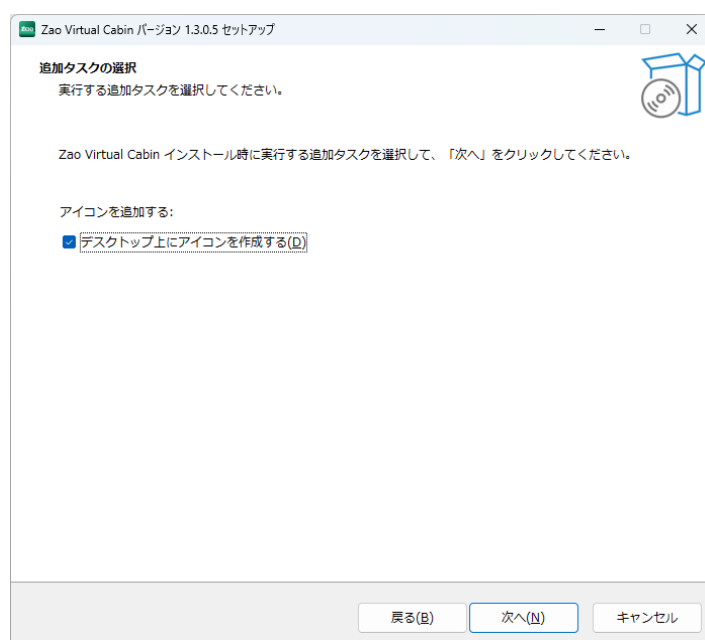 zao Zao Virtual Cabin バージョン 1.3.0.5 セットアップ
追加タスクの選択
実行する追加タスクを選択してください。
Zao Virtual Cabin インストール時に実行する追加タスクを選択して、「次へ」をクリックしてください。
アイコンを追加する:
デスクトップ上にアイコンを作成する(D)
戻る(B) 次へ(N) キャンセル